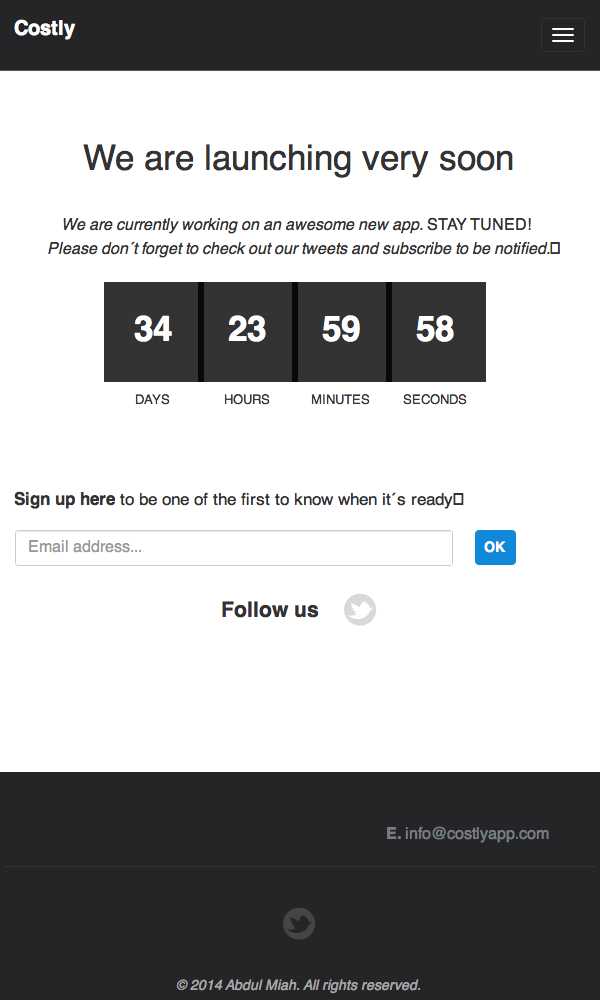 Costly
We are launching very soon
We are currently working on an awesome new app. STAY TUNED!
Please don´t forget to check out our tweets and subscribe to be notified.
34 23 59 58
DAYS HOURS MINUTES SECONDS
Sign up here to be one of the first to know when it´s ready
Email address...
OK
Follow us
E. info@costlyapp.com
© 2014 Abdul Miah. All rights reserved.